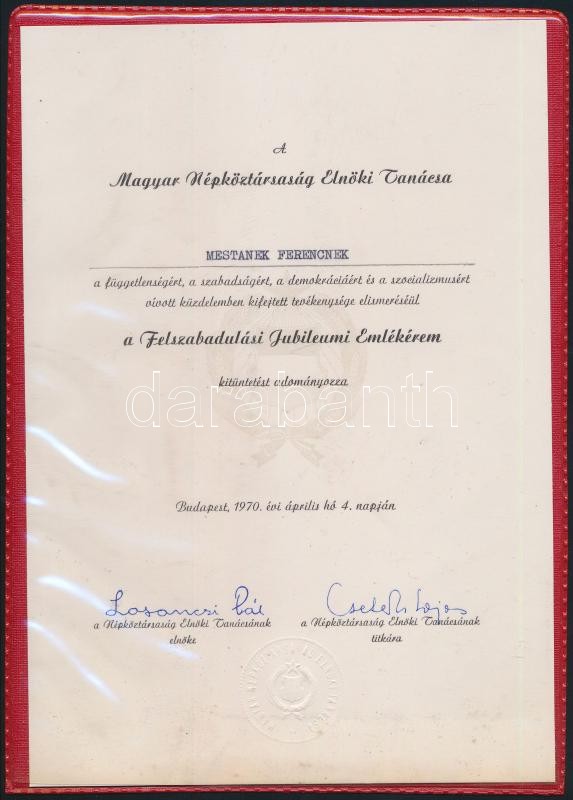 A
Magyar Népköztársaság Elnöki Tanácsa
MESTANEK FERENCNEK
a függetlenségért, a szabadságért, a demokráciáért és a szocializmusért
vívott küzdelemben kifejtett tevékenysége elismeréséül
a Felszabadulási Jubileumi Emlékérem
kitüntetést adományozza
darabanth
Budapest, 1970. évi április hó 4. napján
Losonczi Pál Cseterki Lajos
a Népköztársaság Elnöki Tanácsának a Népköztársaság Elnöki Tanácsának
elnöke titkára